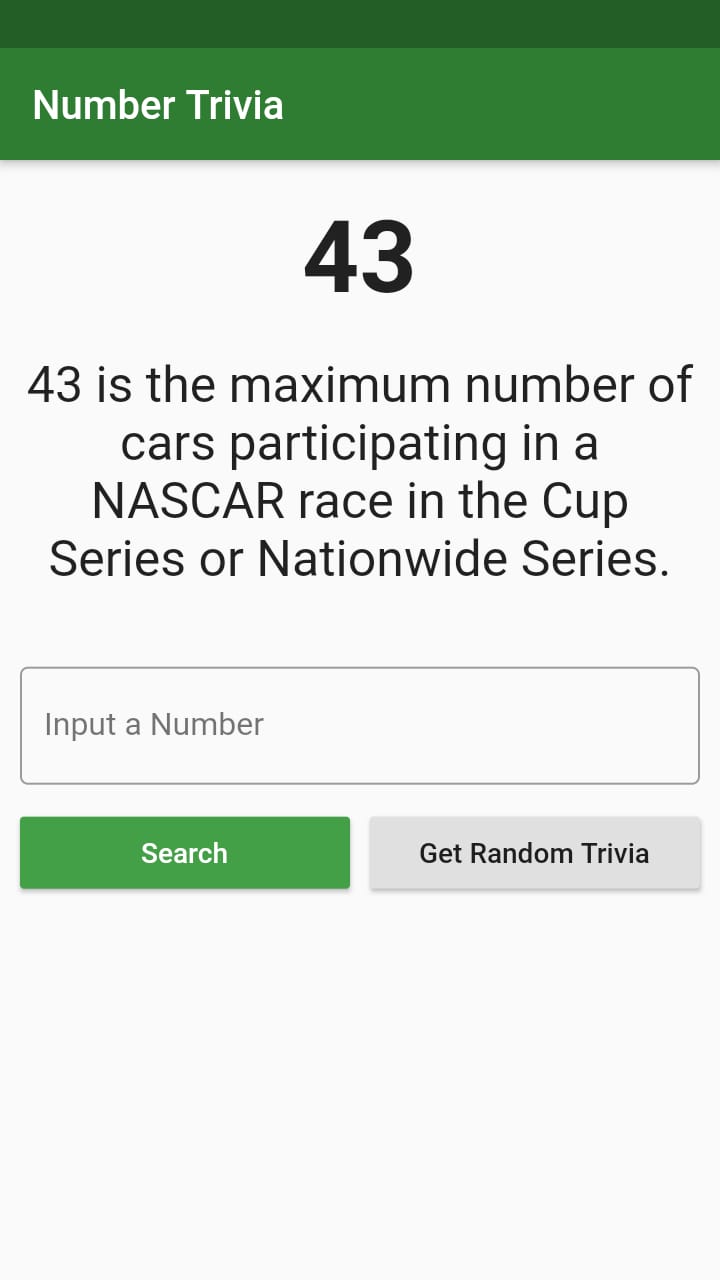 Number Trivia
43
43 is the maximum number of
cars participating in a
NASCAR race in the Cup
Series or Nationwide Series.
Input a Number
Search
Get Random Trivia